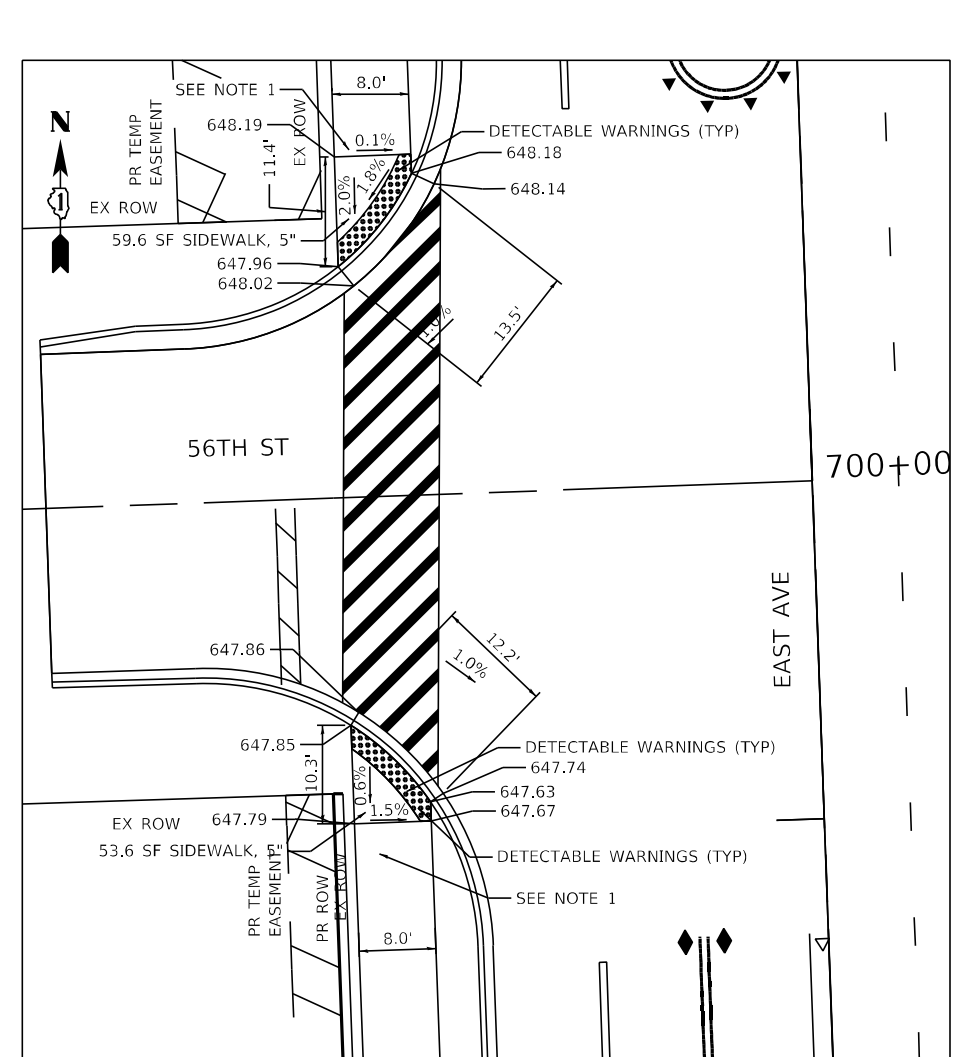 SEE NOTE 1
8.0'
N
PR TEMP
EASEMENT
EX ROW
648.19
0.1%
DETECTABLE WARNINGS (TYP)
648.18
11.4'
1.8%
2.0%
648.14
1
EX ROW
59.6 SF SIDEWALK, 5"
647.96
648.02
1.0%
13.5'
56TH ST
700+00
EAST AVE
647.86
12.2'
1.0%
647.85
DETECTABLE WARNINGS (TYP)
647.74
10.3'
0.6%
647.63
1.5%
647.67
EX ROW
647.79
53.6 SF SIDEWALK, 5"
DETECTABLE WARNINGS (TYP)
PR TEMP
EASEMENT
PR ROW
EX ROW
SEE NOTE 1
8.0'